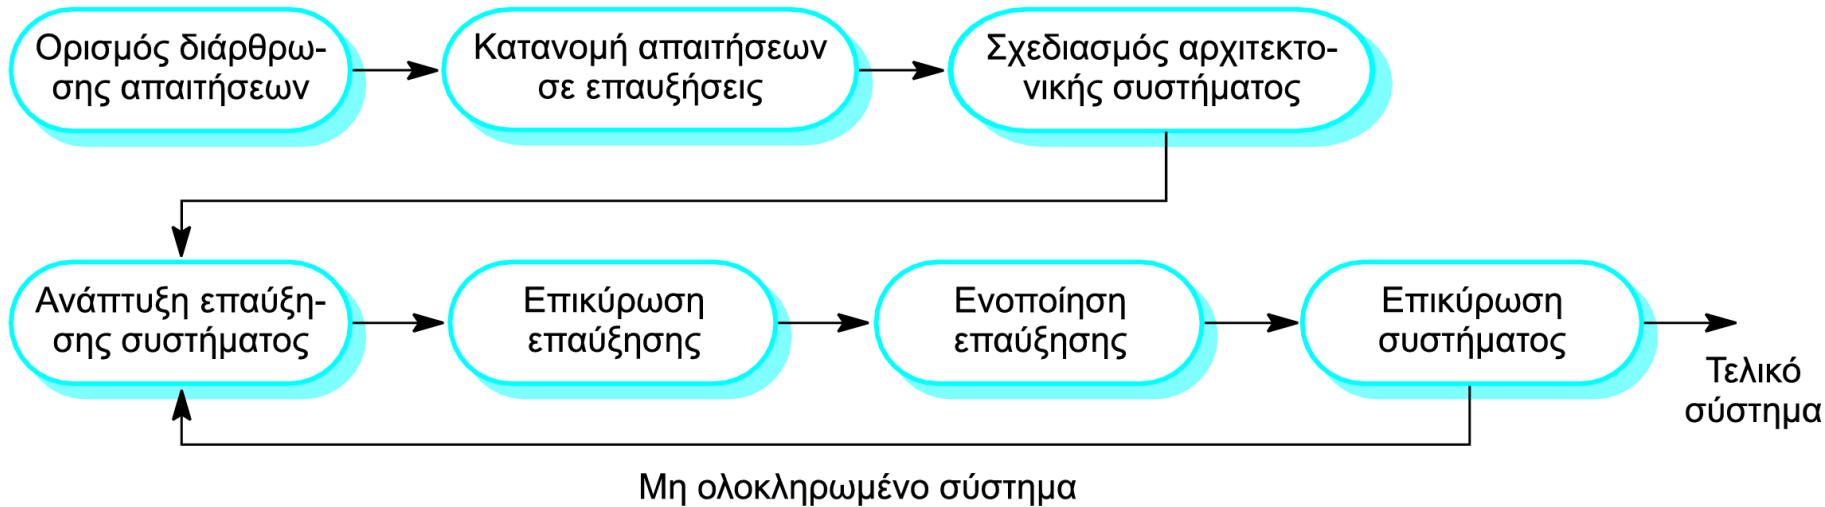 Ορισμός διάρθρω-
σης απαιτήσεων
Κατανομή απαιτήσεων
σε επαυξήσεις
Σχεδιασμός αρχιτεκτο-
νικής συστήματος
Ανάπτυξη επαύξη-
σης συστήματος
Επικύρωση
επαύξησης
Ενοποίηση
επαύξησης
Επικύρωση
συστήματος
Τελικό
σύστημα
Μη ολοκληρωμένο σύστημα